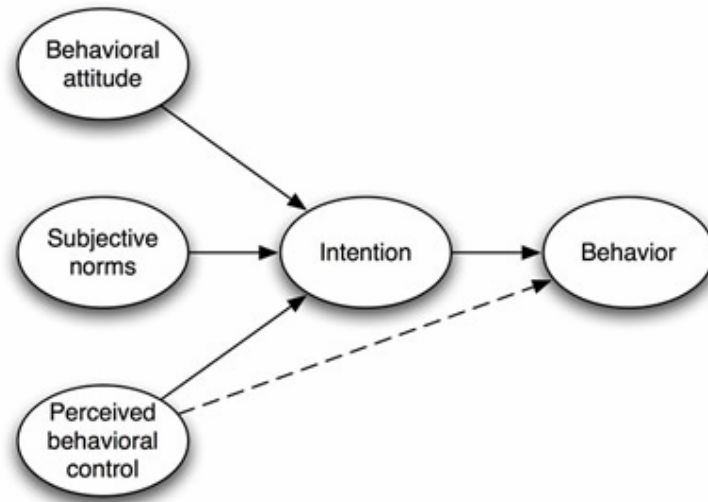 Behavioral
attitude
Subjective
norms
Intention
Behavior
Perceived
behavioral
control